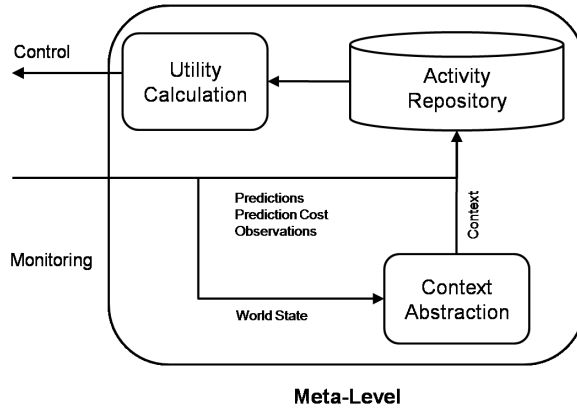 Control
Utility
Calculation
Activity
Repository
Predictions
Prediction Cost
Observations
Context
Monitoring
Context
Abstraction
World State
Meta-Level